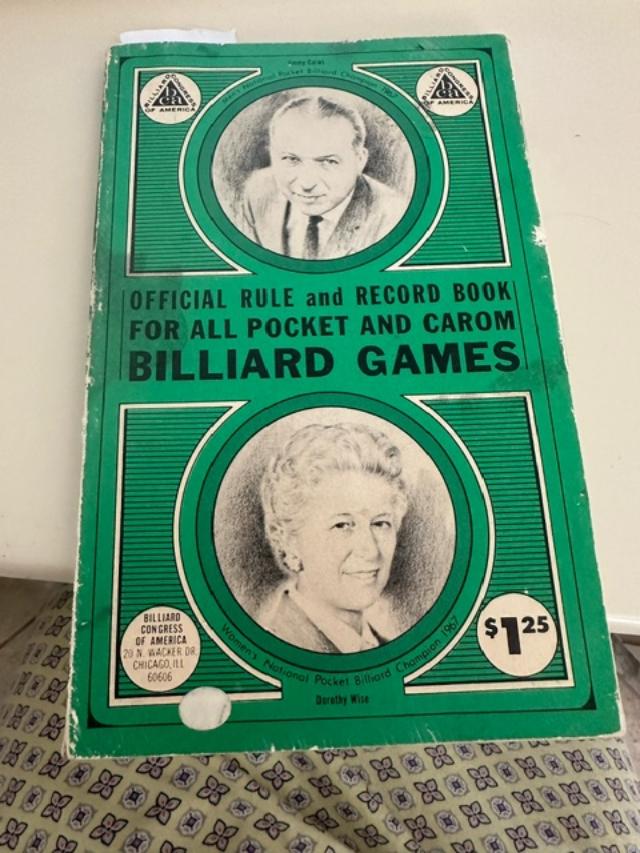 Jimmy Caras
Men's National Pocket Billiard Champion 1967
BILLIARD CONGRESS
bca
OF AMERICA
BILLIARD CONGRESS
bca
OF AMERICA
OFFICIAL RULE and RECORD BOOK
FOR ALL POCKET AND CAROM
BILLIARD GAMES
BILLIARD
CONGRESS
OF AMERICA
20 N. WACKER DR.
CHICAGO, ILL
60606
$1.25
Women's National Pocket Billiard Champion 1967
Dorothy Wise